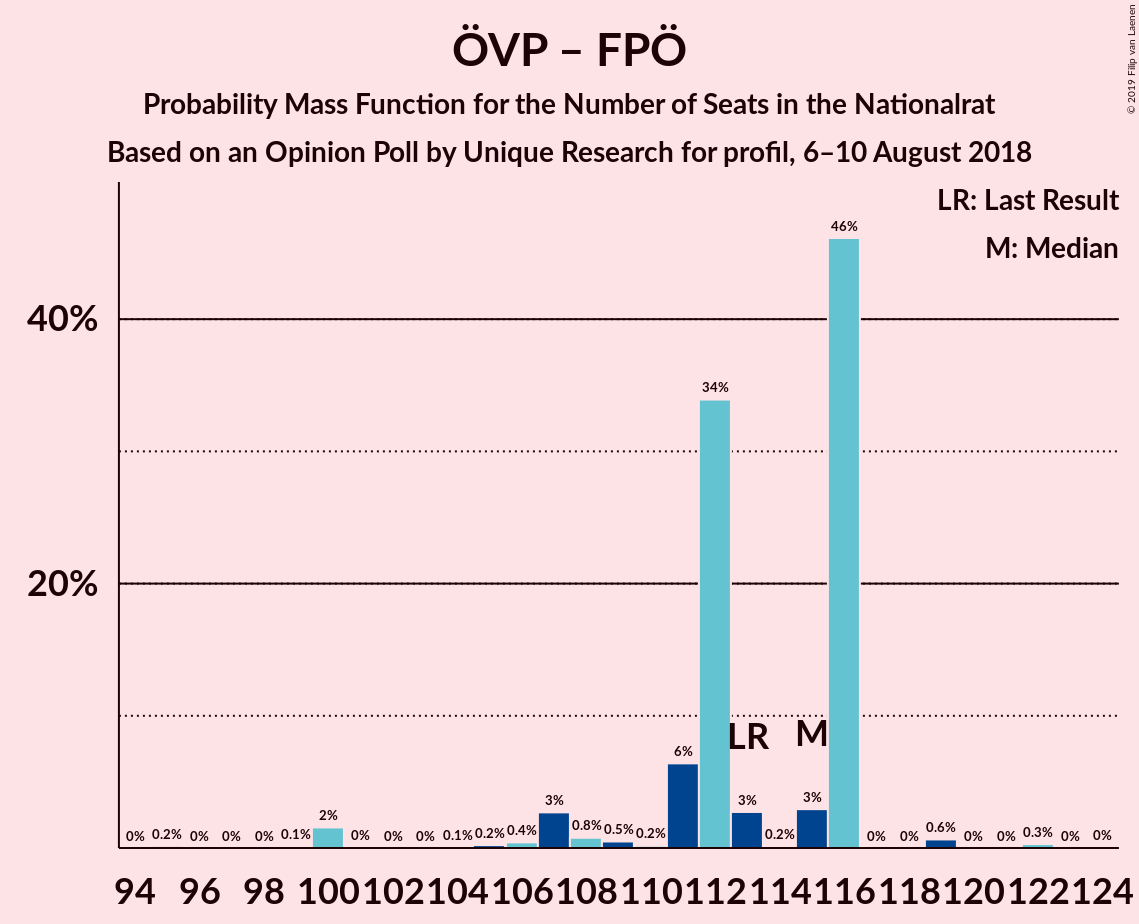 ÖVP – FPÖ
Probability Mass Function for the Number of Seats in the Nationalrat
Based on an Opinion Poll by Unique Research for profil, 6–10 August 2018
© 2019 Filip van Laenen
LR: Last Result
M: Median
40%
20%
0% 0.2% 0% 0% 0% 0.1% 2% 0% 0% 0% 0.1% 0.2% 0.4% 3% 0.8% 0.5% 0.2% 6% 34% 3% 0.2% 3% 46% 0% 0% 0.6% 0% 0% 0.3% 0% 0%
LR M
94 96 98 100 102 104 106 108 110 112 114 116 118 120 122 124